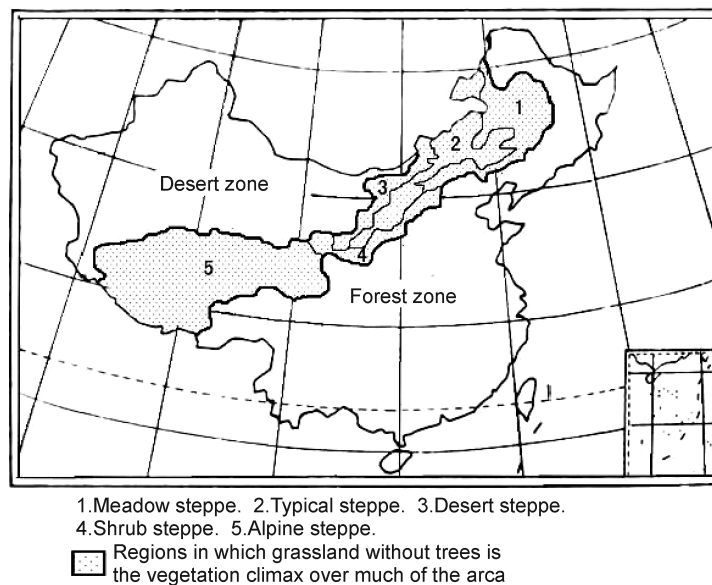 1
2
3
Desert zone
4
5
Forest zone
1.Meadow steppe. 2.Typical steppe. 3.Desert steppe.
4.Shrub steppe. 5.Alpine steppe.
Regions in which grassland without trees is
the vegetation climax over much of the arca